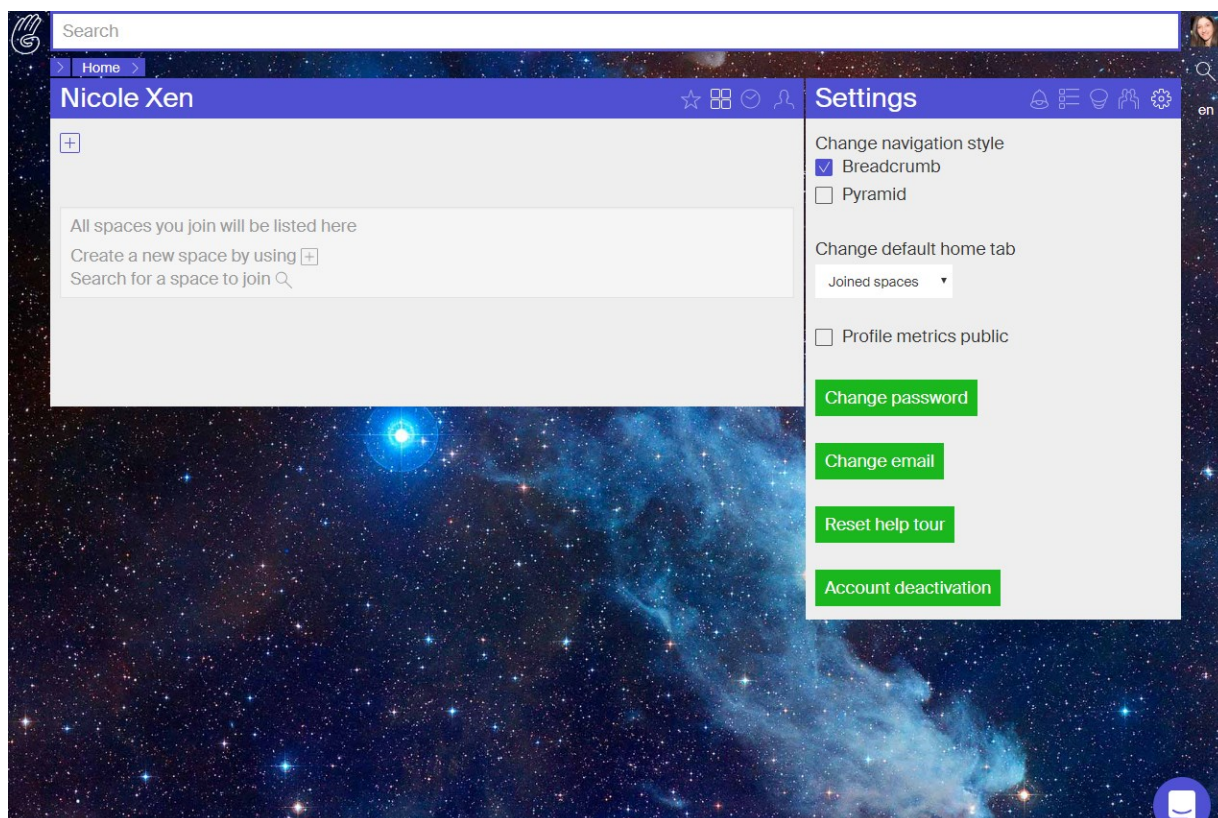 Search
Home
Nicole Xen
Settings
en
All spaces you join will be listed here
Create a new space by using
Search for a space to join
Change navigation style
Breadcrumb
Pyramid
Change default home tab
Joined spaces
Profile metrics public
Change password
Change email
Reset help tour
Account deactivation